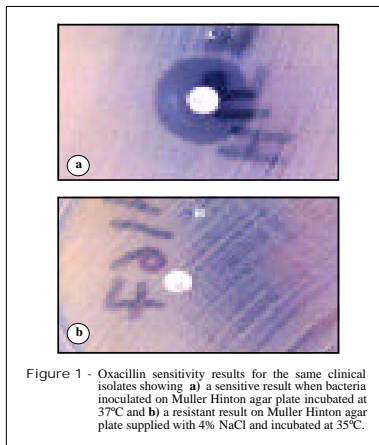 a
b
Figure 1 - Oxacillin sensitivity results for the same clinical
isolates showing a) a sensitive result when bacteria
inoculated on Muller Hinton agar plate incubated at
37ºC and b) a resistant result on Muller Hinton agar
plate supplied with 4% NaCl and incubated at 35ºC.